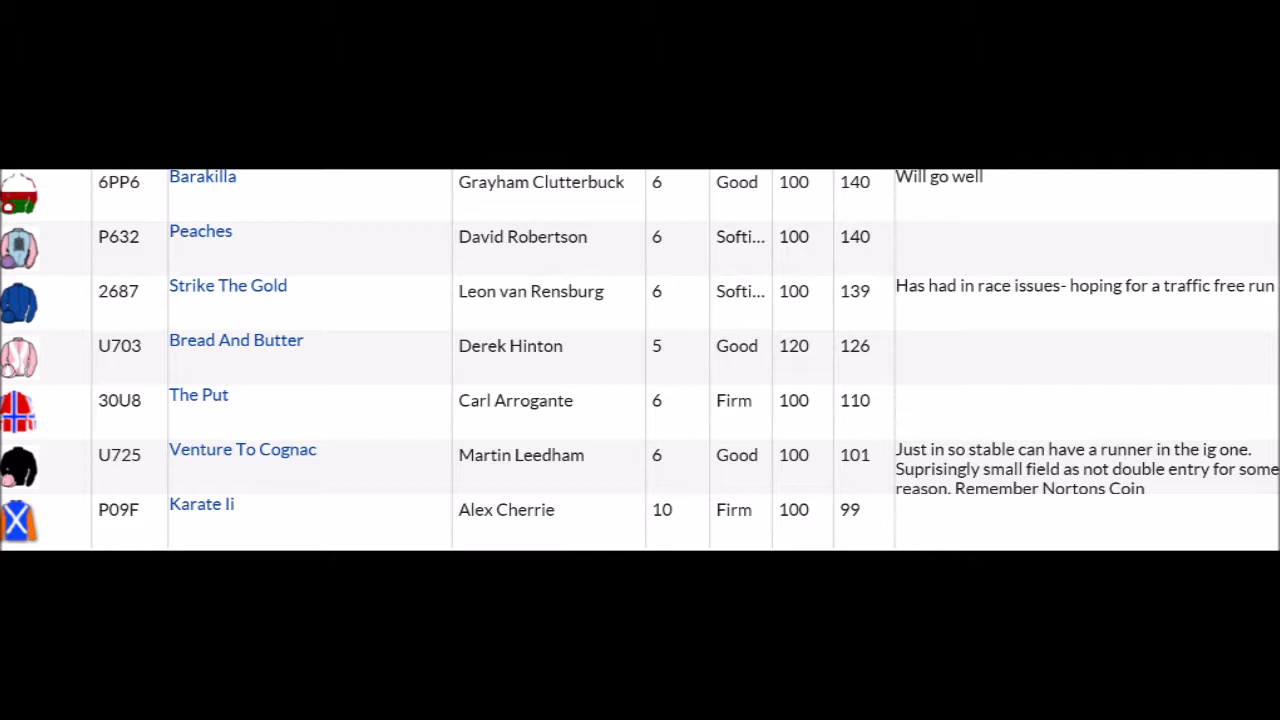 6PP6 Barakilla Grayham Clutterbuck 6 Good 100 140 Will go well
P632 Peaches David Robertson 6 Softi... 100 140
2687 Strike The Gold Leon van Rensburg 6 Softi... 100 139 Has had in race issues- hoping for a traffic free run
U703 Bread And Butter Derek Hinton 5 Good 120 126
30U8 The Put Carl Arrogante 6 Firm 100 110
U725 Venture To Cognac Martin Leedham 6 Good 100 101 Just in so stable can have a runner in the ig one.
Suprisingly small field as not double entry for some
reason. Remember Nortons Coin
P09F Karate Ii Alex Cherrie 10 Firm 100 99